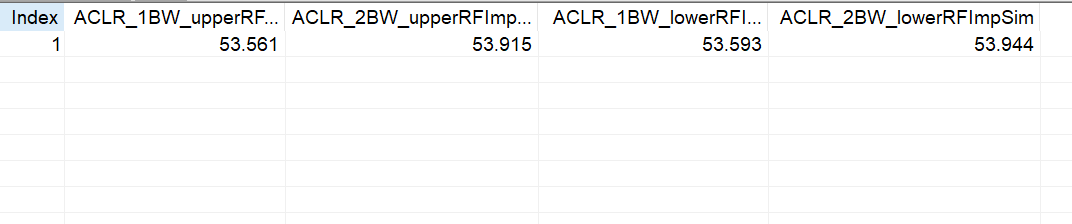 Index ACLR_1BW_upperRF... ACLR_2BW_upperRFImp... ACLR_1BW_lowerRFI... ACLR_2BW_lowerRFImpSim
1 53.561 53.915 53.593 53.944